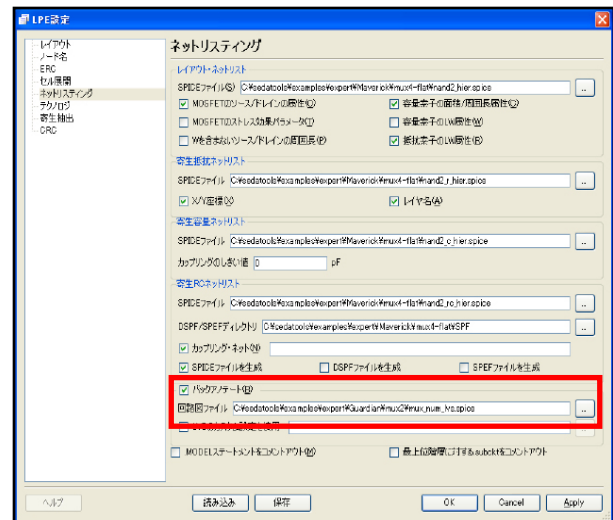 LPE設定
レイアウト
ノード名
ERC
セル展開
ネットリスティング
テクノロジ
寄生抽出
CRC
ネットリスティング
レイアウト・ネットリスト
SPICEファイル(S) C:¥sedatools¥examples¥expert¥Maverick¥mux4-flat¥nand2_hier.spice ...
MOSFETのソース/ドレインの属性(O) 容量素子の面積/周囲長属性(C)
MOSFETのストレス効果パラメータ(T) 容量素子のLW属性(W)
Wを含まないソース/ドレインの周囲長(P) 抵抗素子のLW属性(R)
寄生抵抗ネットリスト
SPICEファイル C:¥sedatools¥examples¥expert¥Maverick¥mux4-flat¥nand2_r_hier.spice ...
X/Y座標(X) レイヤ名(A)
寄生容量ネットリスト
SPICEファイル C:¥sedatools¥examples¥expert¥Maverick¥mux4-flat¥nand2_c_hier.spice ...
カップリングのしきい値 0 pF
寄生RCネットリスト
SPICEファイル C:¥sedatools¥examples¥expert¥Maverick¥mux4-flat¥nand2_rc_hier.spice ...
DSPF/SPEFディレクトリ C:¥sedatools¥examples¥expert¥Maverick¥mux4-flat¥SPF
カップリング・ネット(N)
SPICEファイルを生成 DSPFファイルを生成 SPEFファイルを生成
バックアノテート(B)
回路図ファイル C:¥sedatools¥examples¥expert¥Guardian¥mux2¥mux_num_lvs.spice ...
MODELステートメントをコメントアウト(M) 最上位階層に対するsubcktをコメントアウト
ヘルプ 読み込み 保存 OK Cancel Apply